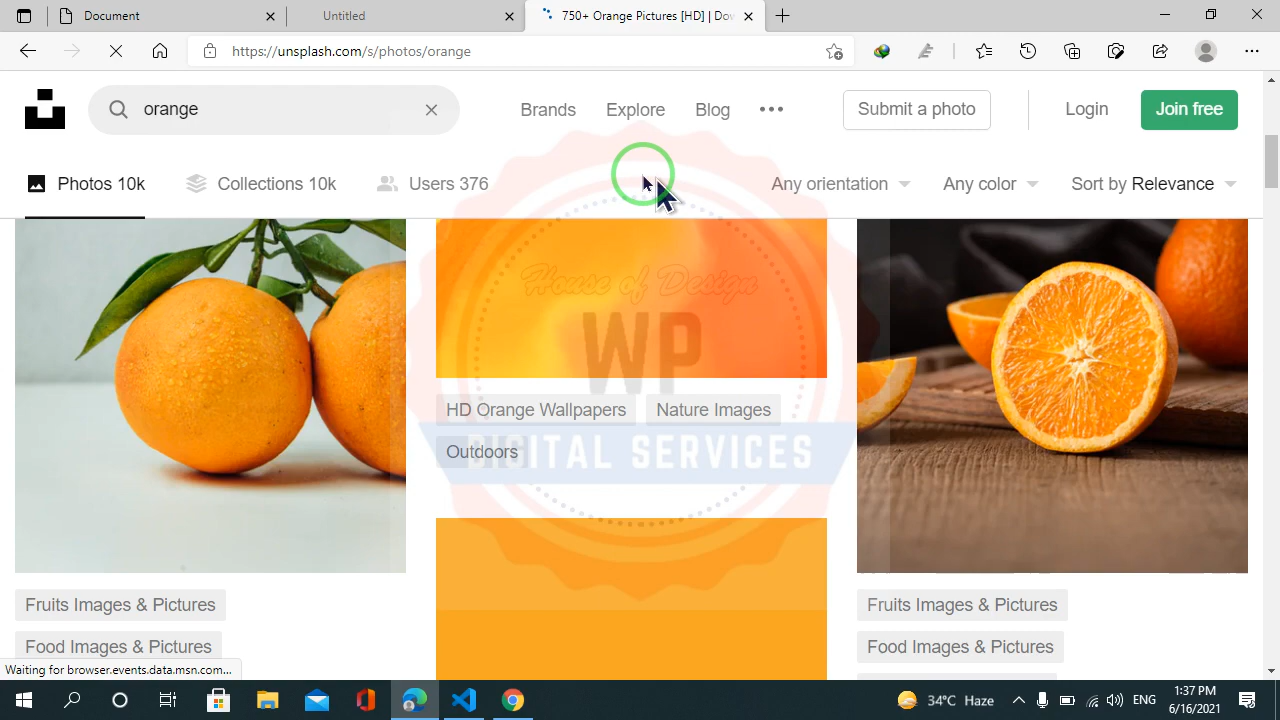 Document
Untitled
750+ Orange Pictures [HD] | Dov
https://unsplash.com/s/photos/orange
orange
Brands
Explore
Blog
Submit a photo
Login
Join free
Photos 10k
Collections 10k
Users 376
Any orientation
Any color
Sort by Relevance
House of Design
WP
HD Orange Wallpapers
Nature Images
Outdoors
DIGITAL SERVICES
Fruits Images & Pictures
Fruits Images & Pictures
Food Images & Pictures
Food Images & Pictures
Waiting for browser.events.data.msn.com...
34°C Haze
ENG
1:37 PM
6/16/2021